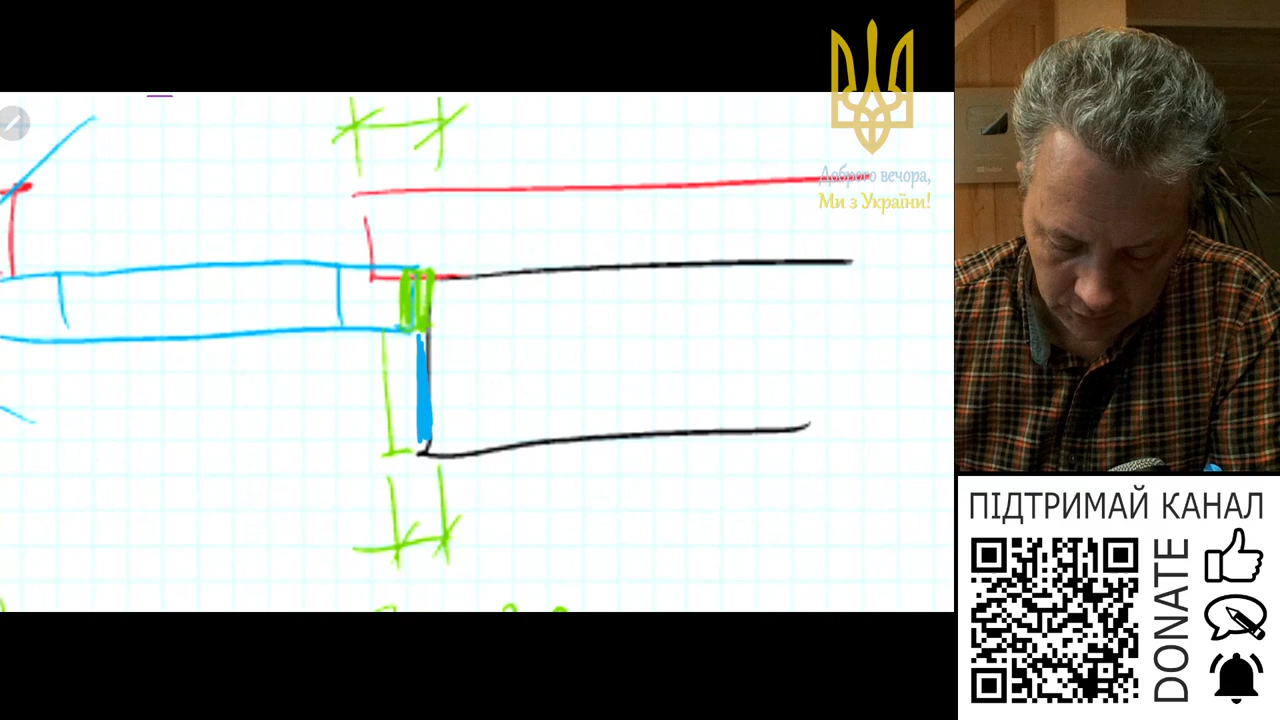 Доброго вечора,
Ми з України!
ПІДТРИМАЙ КАНАЛ
DONATE